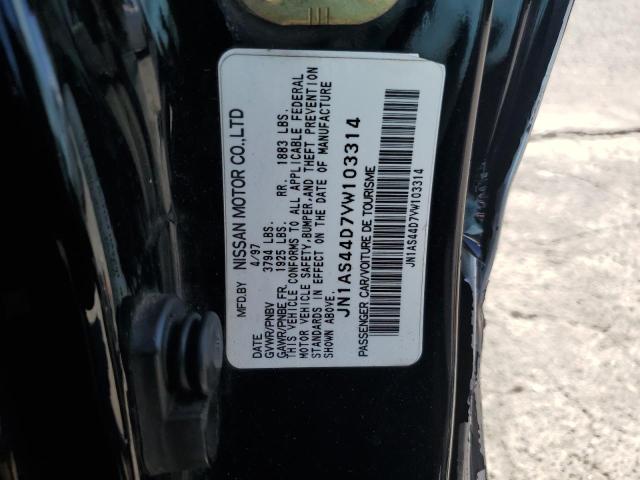 MFD.BY NISSAN MOTOR CO.,LTD
DATE 4/97
GVWR/PNBV 3794 LBS.
GAWR/PNBE FR. 1925 LBS. RR. 1883 LBS.
THIS VEHICLE CONFORMS TO ALL APPLICABLE FEDERAL
MOTOR VEHICLE SAFETY, BUMPER, AND THEFT PREVENTION
STANDARDS IN EFFECT ON THE DATE OF MANUFACTURE
SHOWN ABOVE.
JN1AS44D7VW103314
PASSENGER CAR/VOITURE DE TOURISME
JN1AS44D7VW103314